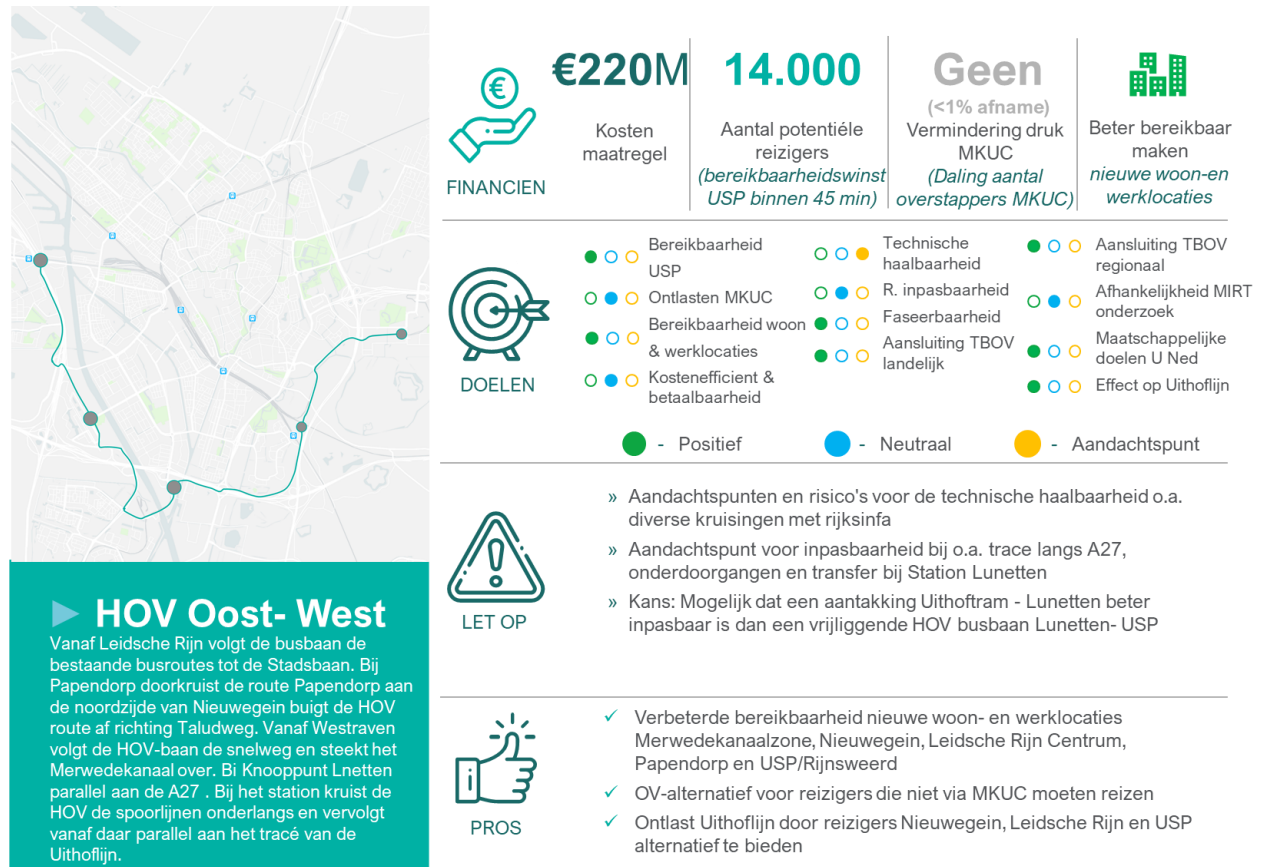 €220M
Kosten
maatregel
14.000
Aantal potentiéle
reizigers
(bereikbaarheidswinst
USP binnen 45 min)
Geen
(<1% afname)
Vermindering druk
MKUC
(Daling aantal
overstappers MKUC)
Beter bereikbaar
maken
nieuwe woon-en
werklocaties
FINANCIEN
Bereikbaarheid
USP
Ontlasten MKUC
Bereikbaarheid woon
& werklocaties
Kostenefficient &
betaalbaarheid
Technische
haalbaarheid
R. inpasbaarheid
Faseerbaarheid
Aansluiting TBOV
landelijk
Aansluiting TBOV
regionaal
Afhankelijkheid MIRT
onderzoek
Maatschappelijke
doelen U Ned
Effect op Uithoflijn
DOELEN
- Positief
- Neutraal
- Aandachtspunt
» Aandachtspunten en risico's voor de technische haalbaarheid o.a.
diverse kruisingen met rijksinfa
» Aandachtspunt voor inpasbaarheid bij o.a. trace langs A27,
onderdoorgangen en transfer bij Station Lunetten
» Kans: Mogelijk dat een aantakking Uithoftram - Lunetten beter
inpasbaar is dan een vrijliggende HOV busbaan Lunetten- USP
LET OP
✓ Verbeterde bereikbaarheid nieuwe woon- en werklocaties
Merwedekanaalzone, Nieuwegein, Leidsche Rijn Centrum,
Papendorp en USP/Rijnsweerd
✓ OV-alternatief voor reizigers die niet via MKUC moeten reizen
✓ Ontlast Uithoflijn door reizigers Nieuwegein, Leidsche Rijn en USP
alternatief te bieden
PROS
HOV Oost- West
Vanaf Leidsche Rijn volgt de busbaan de
bestaande busroutes tot de Stadsbaan. Bij
Papendorp doorkruist de route Papendorp aan
de noordzijde van Nieuwegein buigt de HOV
route af richting Taludweg. Vanaf Westraven
volgt de HOV-baan de snelweg en steekt het
Merwedekanaal over. Bi Knooppunt Lnetten
parallel aan de A27 . Bij het station kruist de
HOV de spoorlijnen onderlangs en vervolgt
vanaf daar parallel aan het tracé van de
Uithoflijn.